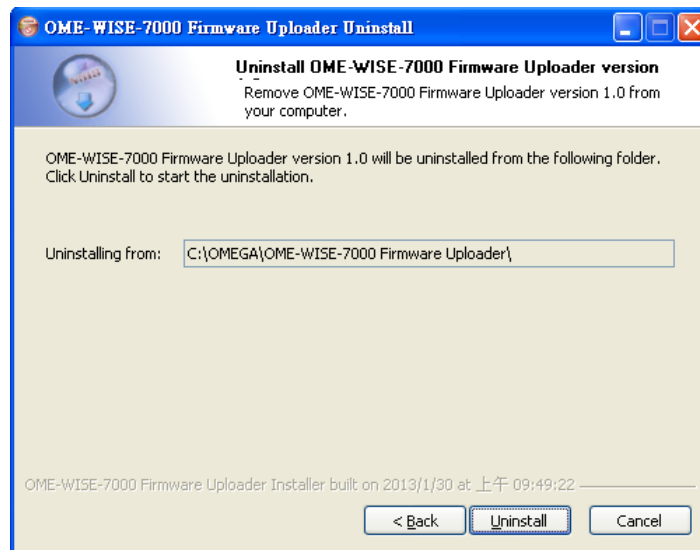 OME-WISE-7000 Firmware Uploader Uninstall
Uninstall OME-WISE-7000 Firmware Uploader version
Remove OME-WISE-7000 Firmware Uploader version 1.0 from
your computer.
OME-WISE-7000 Firmware Uploader version 1.0 will be uninstalled from the following folder.
Click Uninstall to start the uninstallation.
Uninstalling from:
C:\OMEGA\OME-WISE-7000 Firmware Uploader\
OME-WISE-7000 Firmware Uploader Installer built on 2013/1/30 at 上午 09:49:22
< Back
Uninstall
Cancel